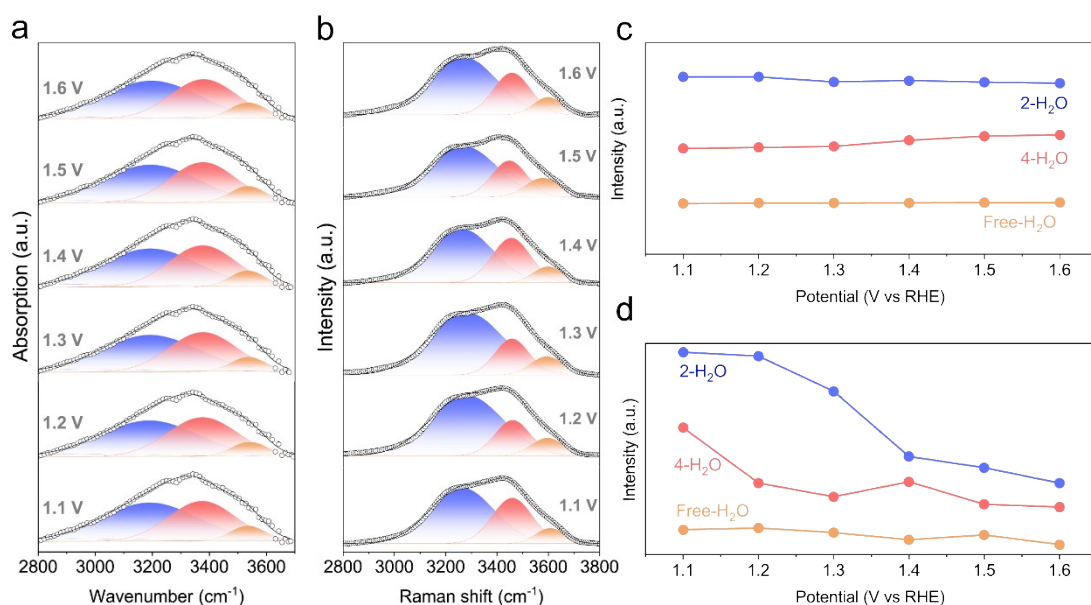 a
Absorption (a.u.)
1.6 V
1.5 V
1.4 V
1.3 V
1.2 V
1.1 V
2800 3000 3200 3400 3600
Wavenumber (cm⁻¹)
b
Intensity (a.u.)
1.6 V
1.5 V
1.4 V
1.3 V
1.2 V
1.1 V
2800 3000 3200 3400 3600 3800
Raman shift (cm⁻¹)
c
Intensity (a.u.)
2-H₂O
4-H₂O
Free-H₂O
1.1 1.2 1.3 1.4 1.5 1.6
Potential (V vs RHE)
d
Intensity (a.u.)
2-H₂O
4-H₂O
Free-H₂O
1.1 1.2 1.3 1.4 1.5 1.6
Potential (V vs RHE)